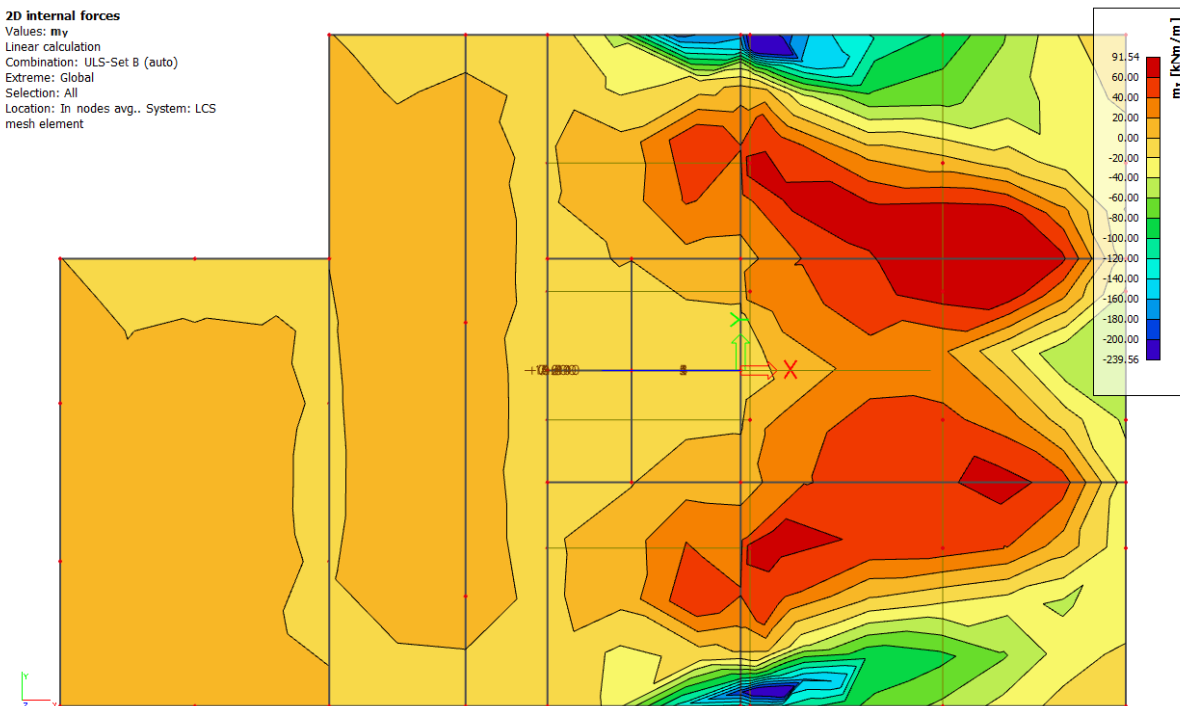 2D internal forces
Values: my
Linear calculation
Combination: ULS-Set B (auto)
Extreme: Global
Selection: All
Location: In nodes avg.. System: LCS
mesh element
91.54
60.00
40.00
20.00
0.00
-20.00
-40.00
-60.00
-80.00
-100.00
-120.00
-140.00
-160.00
-180.00
-200.00
-239.56
[kNm/m]
X
Y
X